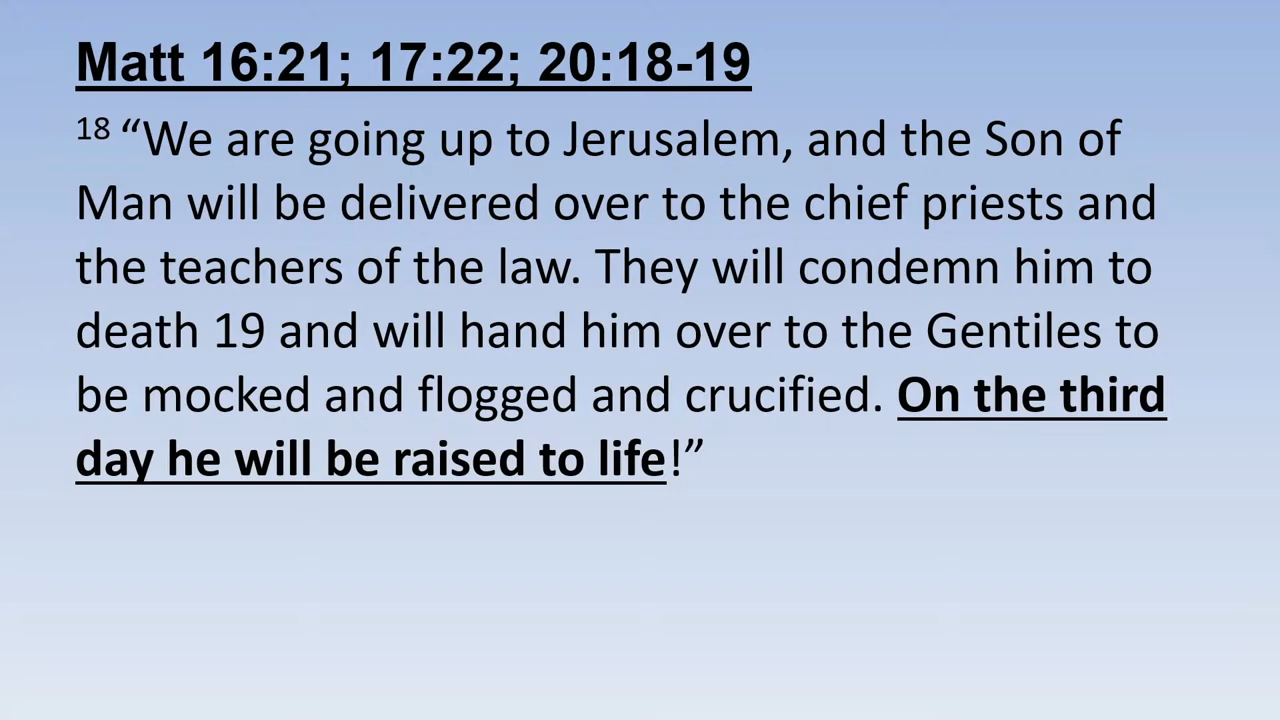 Matt 16:21; 17:22; 20:18-19
18 “We are going up to Jerusalem, and the Son of
Man will be delivered over to the chief priests and
the teachers of the law. They will condemn him to
death 19 and will hand him over to the Gentiles to
be mocked and flogged and crucified. On the third
day he will be raised to life!”